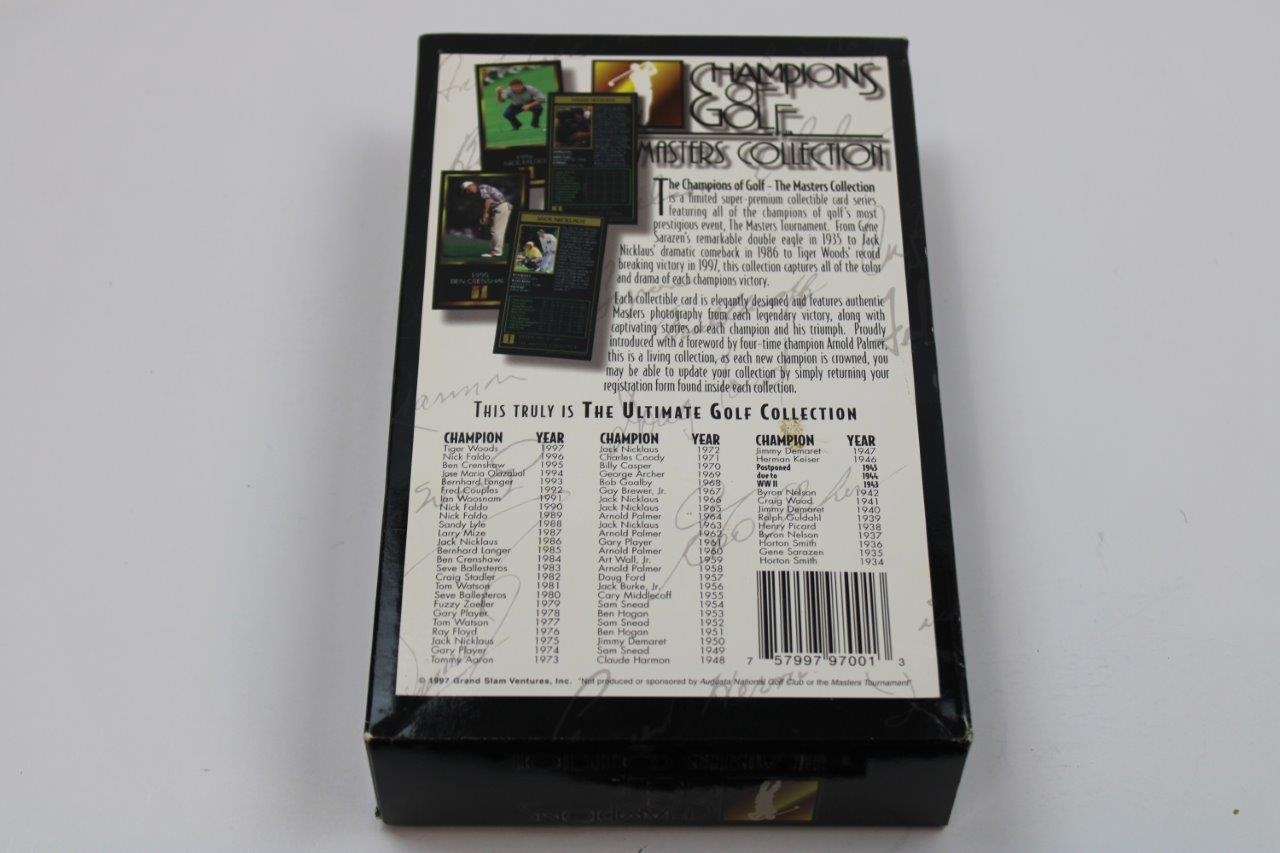 CHAMPIONS
OF
GOLF
MASTERS COLLECTION
1996
NICK FALDO
JACK NICKLAUS
1995
BEN CRENSHAW
The Champions of Golf - The Masters Collection
is a limited super-premium collectible card series
featuring all of the champions of golf's most
prestigious event, The Masters Tournament. From Gene
Sarazen's remarkable double eagle in 1935 to Jack
Nicklaus' dramatic comeback in 1986 to Tiger Woods' record
breaking victory in 1997, this collection captures all of the color
and drama of each champions victory.
Each collectible card is elegantly designed and features authentic
Masters photography from each legendary victory, along with
captivating stories of each champion and his triumph. Proudly
introduced with a foreword by four-time champion Arnold Palmer,
this is a living collection, as each new champion is crowned, you
may be able to update your collection by simply returning your
registration form found inside each collection.
THIS TRULY IS THE ULTIMATE GOLF COLLECTION
CHAMPION YEAR
Tiger Woods 1997
Nick Faldo 1996
Ben Crenshaw 1995
Jose Maria Olazabal 1994
Bernhard Langer 1993
Fred Couples 1992
Ian Woosnam 1991
Nick Faldo 1990
Nick Faldo 1989
Sandy Lyle 1988
Larry Mize 1987
Jack Nicklaus 1986
Bernhard Langer 1985
Ben Crenshaw 1984
Seve Ballesteros 1983
Craig Stadler 1982
Tom Watson 1981
Seve Ballesteros 1980
Fuzzy Zoeller 1979
Gary Player 1978
Tom Watson 1977
Ray Floyd 1976
Jack Nicklaus 1975
Gary Player 1974
Tommy Aaron 1973
CHAMPION YEAR
Jack Nicklaus 1972
Charles Coody 1971
Billy Casper 1970
George Archer 1969
Bob Goalby 1968
Gay Brewer, Jr. 1967
Jack Nicklaus 1966
Jack Nicklaus 1965
Arnold Palmer 1964
Jack Nicklaus 1963
Arnold Palmer 1962
Gary Player 1961
Arnold Palmer 1960
Art Wall, Jr. 1959
Arnold Palmer 1958
Doug Ford 1957
Jack Burke, Jr. 1956
Cary Middlecoff 1955
Sam Snead 1954
Ben Hogan 1953
Sam Snead 1952
Ben Hogan 1951
Jimmy Demaret 1950
Sam Snead 1949
Claude Harmon 1948
CHAMPION YEAR
Jimmy Demaret 1947
Herman Keiser 1946
Postponed 1945
due to 1944
WW II 1943
Byron Nelson 1942
Craig Wood 1941
Jimmy Demaret 1940
Ralph Guldahl 1939
Henry Picard 1938
Byron Nelson 1937
Horton Smith 1936
Gene Sarazen 1935
Horton Smith 1934
7 57997 97001 3
© 1997 Grand Slam Ventures, Inc. "Not produced or sponsored by Augusta National Golf Club or the Masters Tournament"